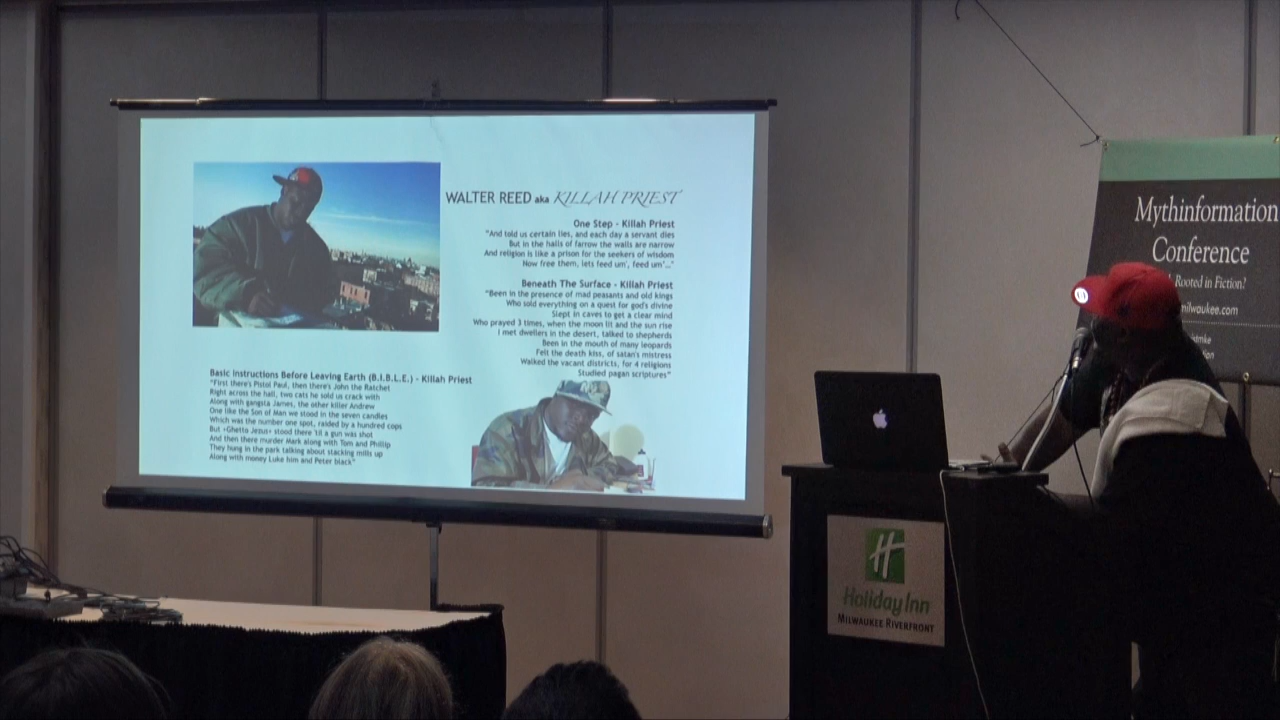 WALTER REED aka KILLAH PRIEST
One Step - Killah Priest
"And told us certain lies, and each day a servant dies
But in the halls of farrow the walls are narrow
And religion is like a prison for the seekers of wisdom
How free them, lets feed um', feed um'..."
Beneath The Surface - Killah Priest
"Been in the presence of mad peasants and old kings
Who sold everything on a quest for god's divine
Slept in caves to get a clear mind
Who prayed 3 times, when the moon lit and the sun rise
I met dwellers in the desert, talked to shepherds
Been in the mouth of many leopards
Felt the death kiss, of satan's mistress
Walked the vacant districts, for 4 religions
Studied pagan scriptures"
Basic Instructions Before Leaving Earth (B.I.B.L.E.) - Killah Priest
"First there's Pistol Paul, then there's John the Ratchet
Right across the hall, two cats he sold us crack with
Along with gangsta James, the other killer Andrew
One like the Son of Man we stood in the seven candles
Which was the number one spot, raided by a hundred cops
But «Ghetto Jesus» stood there 'til a gun was shot
And then there murder Mark along with Tom and Phillip
They hung in the park talking about stacking mills up
Along with money Luke him and Peter black"
Mythinformation
Conference
Rooted in Fiction?
milwaukee.com
H
Holiday Inn
MILWAUKEE RIVERFRONT